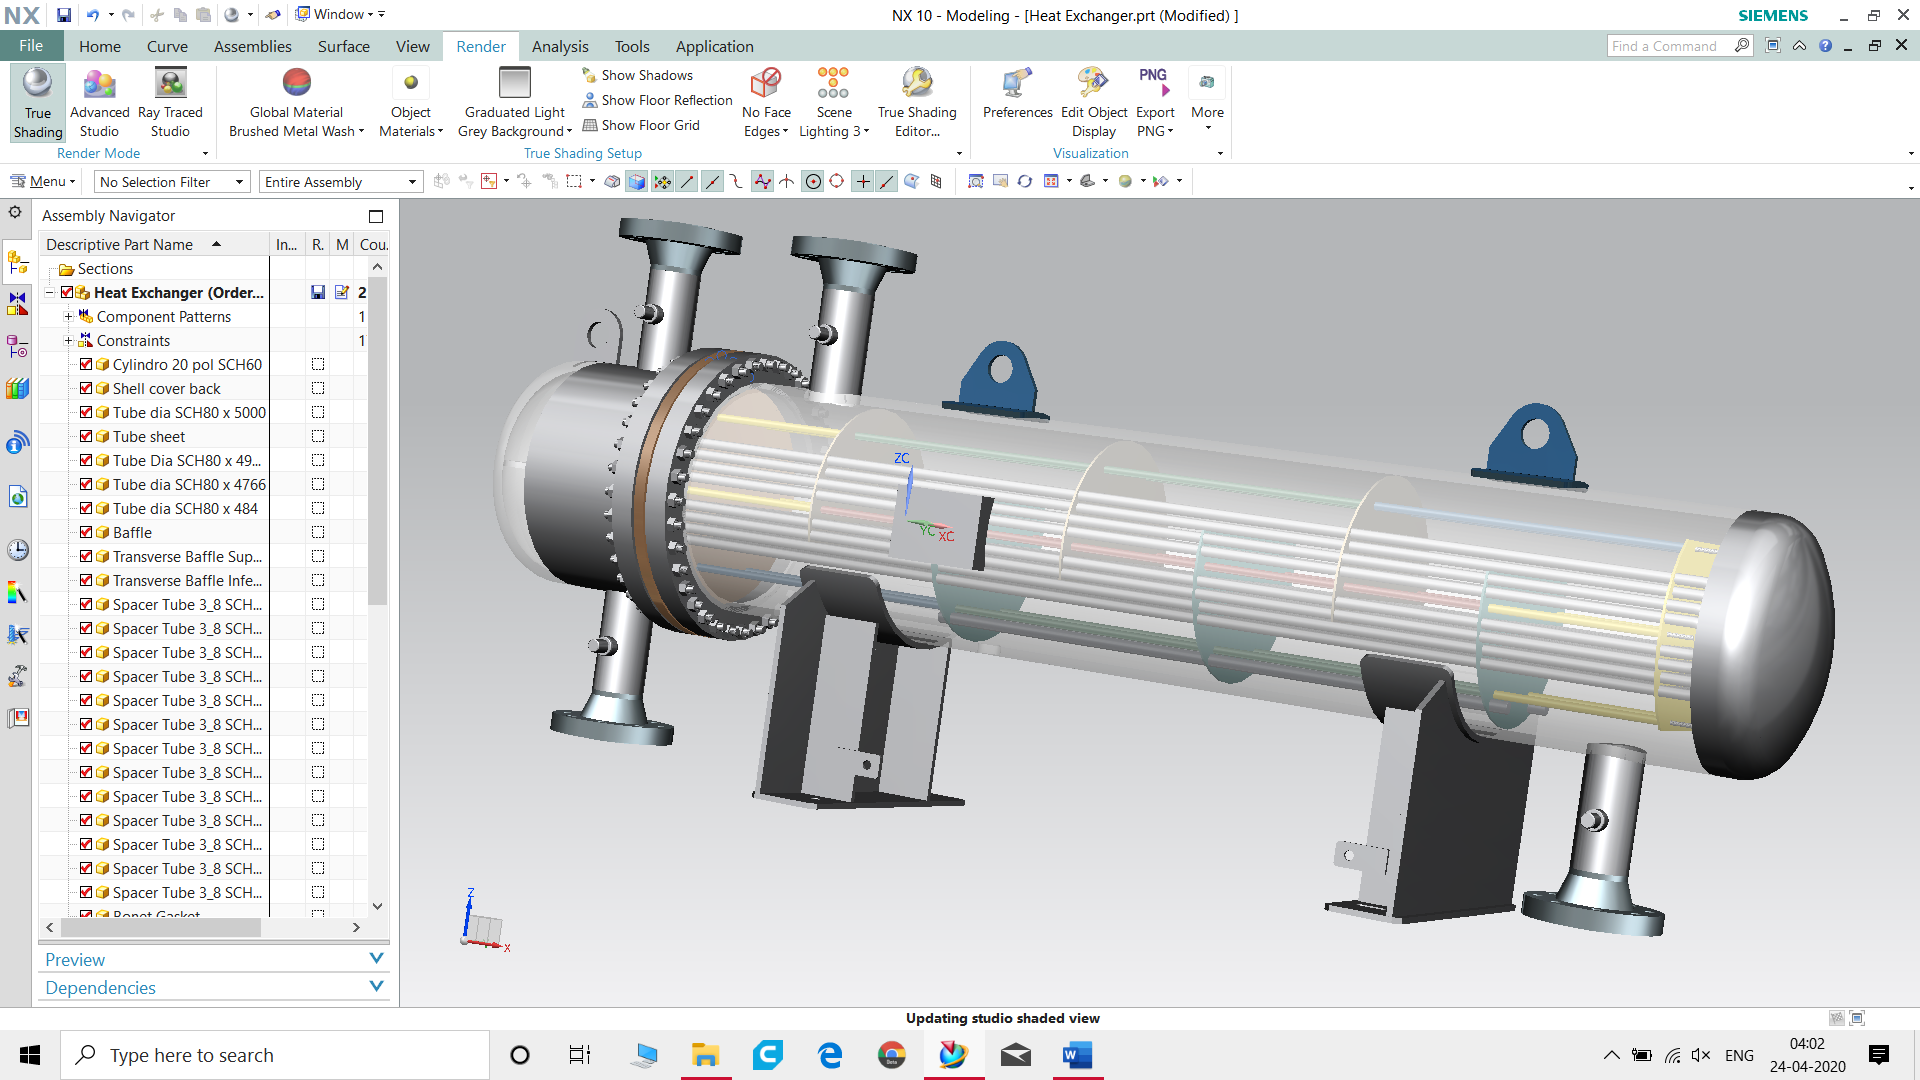 NX
Window
NX 10 - Modeling - [Heat Exchanger.prt (Modified) ]
SIEMENS
File
Home
Curve
Assemblies
Surface
View
Render
Analysis
Tools
Application
Find a Command
True Shading
Advanced Studio
Ray Traced Studio
Render Mode
Global Material Brushed Metal Wash
Object Materials
Graduated Light Grey Background
Show Shadows
Show Floor Reflection
Show Floor Grid
No Face Edges
Scene Lighting 3
True Shading Editor...
True Shading Setup
Preferences
Edit Object Display
PNG
Export PNG
More
Visualization
Menu
No Selection Filter
Entire Assembly
Assembly Navigator
Descriptive Part Name
In...
R.
M
Cou.
Sections
Heat Exchanger (Order...
2
Component Patterns
1
Constraints
1
Cylindro 20 pol SCH60
Shell cover back
Tube dia SCH80 x 5000
Tube sheet
Tube Dia SCH80 x 49...
Tube dia SCH80 x 4766
Tube dia SCH80 x 484
Baffle
Transverse Baffle Sup...
Transverse Baffle Infe...
Spacer Tube 3_8 SCH...
Spacer Tube 3_8 SCH...
Spacer Tube 3_8 SCH...
Spacer Tube 3_8 SCH...
Spacer Tube 3_8 SCH...
Spacer Tube 3_8 SCH...
Spacer Tube 3_8 SCH...
Spacer Tube 3_8 SCH...
Spacer Tube 3_8 SCH...
Spacer Tube 3_8 SCH...
Spacer Tube 3_8 SCH...
Spacer Tube 3_8 SCH...
Spacer Tube 3_8 SCH...
Bonet Gasket
Preview
Dependencies
ZC
YC
XC
Z
X
Updating studio shaded view
Type here to search
ENG
04:02
24-04-2020